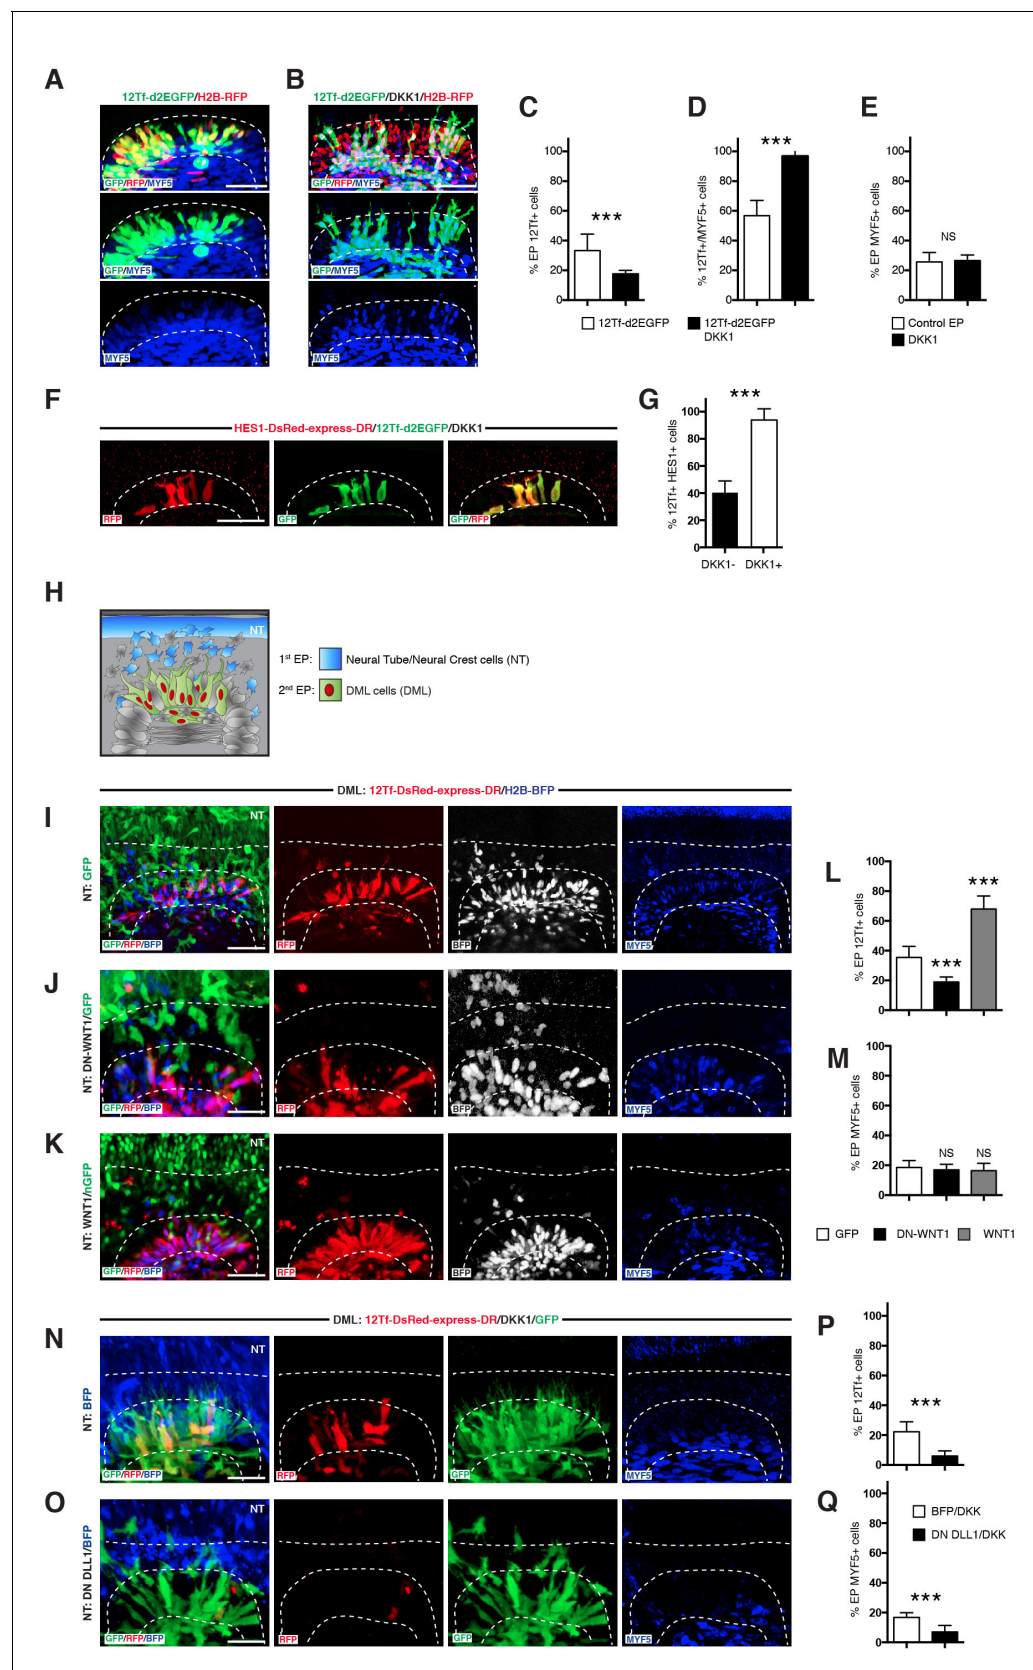 A
B
12Tf-d2EGFP/H2B-RFP
12Tf-d2EGFP/DKK1/H2B-RFP
GFP/RFP/MYF5
GFP/RFP/MYF5
GFP/MYF5
GFP/MYF5
MYF5
MYF5
C
% EP 12Tf+ cells
100
80
60
40
20
0
***
D
% 12Tf+/MYF5+ cells
100
80
60
40
20
0
***
E
% EP MYF5+ cells
100
80
60
40
20
0
NS
12Tf-d2EGFP
12Tf-d2EGFP
DKK1
Control EP
DKK1
F
HES1-DsRed-express-DR/12Tf-d2EGFP/DKK1
RFP
GFP
GFP/RFP
G
% 12Tf+ HES1+ cells
100
80
60
40
20
0
***
DKK1-
DKK1+
H
NT
1st EP:
Neural Tube/Neural Crest cells (NT)
2nd EP:
DML cells (DML)
DML: 12Tf-DsRed-express-DR/H2B-BFP
I
NT: GFP
NT
GFP/RFP/BFP
RFP
BFP
MYF5
J
NT: DN-WNT1/GFP
GFP/RFP/BFP
RFP
BFP
MYF5
K
NT: WNT1/nGFP
NT
GFP/RFP/BFP
RFP
BFP
MYF5
L
% EP 12Tf+ cells
100
80
60
40
20
0
***
***
M
% EP MYF5+ cells
100
80
60
40
20
0
NS
NS
GFP
DN-WNT1
WNT1
DML: 12Tf-DsRed-express-DR/DKK1/GFP
N
NT: BFP
NT
GFP/RFP/BFP
RFP
GFP
MYF5
O
NT: DN DLL1/BFP
NT
GFP/RFP/BFP
RFP
GFP
MYF5
P
% EP 12Tf+ cells
100
80
60
40
20
0
***
Q
% EP MYF5+ cells
100
80
60
40
20
0
***
BFP/DKK
DN DLL1/DKK